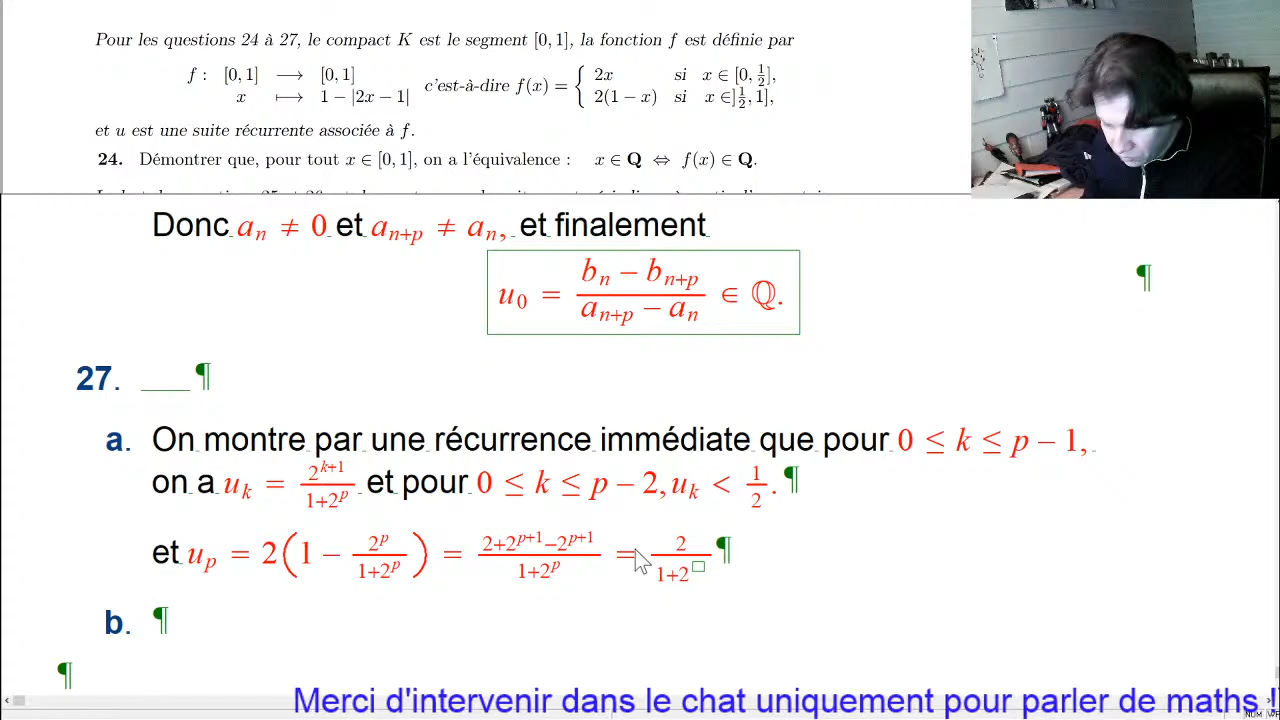 Pour les questions 24 à 27, le compact K est le segment [0, 1], la fonction f est définie par
f : [0, 1] ⟶ [0, 1] c'est-à-dire f(x) = { 2x si x ∈ [0, 1/2],
x ⟼ 1 − |2x − 1| 2(1 − x) si x ∈]1/2, 1],
et u est une suite récurrente associée à f.
24. Démontrer que, pour tout x ∈ [0, 1], on a l'équivalence : x ∈ Q ⇔ f(x) ∈ Q.
Donc a_n ≠ 0 et a_{n+p} ≠ a_n, et finalement
u_0 = (b_n − b_{n+p})/(a_{n+p} − a_n) ∈ ℚ. ¶
27. ¶
a. On montre par une récurrence immédiate que pour 0 ≤ k ≤ p − 1,
on a u_k = 2^{k+1}/(1+2^p) et pour 0 ≤ k ≤ p − 2, u_k < 1/2. ¶
et u_p = 2(1 − 2^p/(1+2^p)) = (2+2^{p+1}−2^{p+1})/(1+2^p) = 2/(1+2^□) ¶
b. ¶
¶
Merci d'intervenir dans le chat uniquement pour parler de maths !